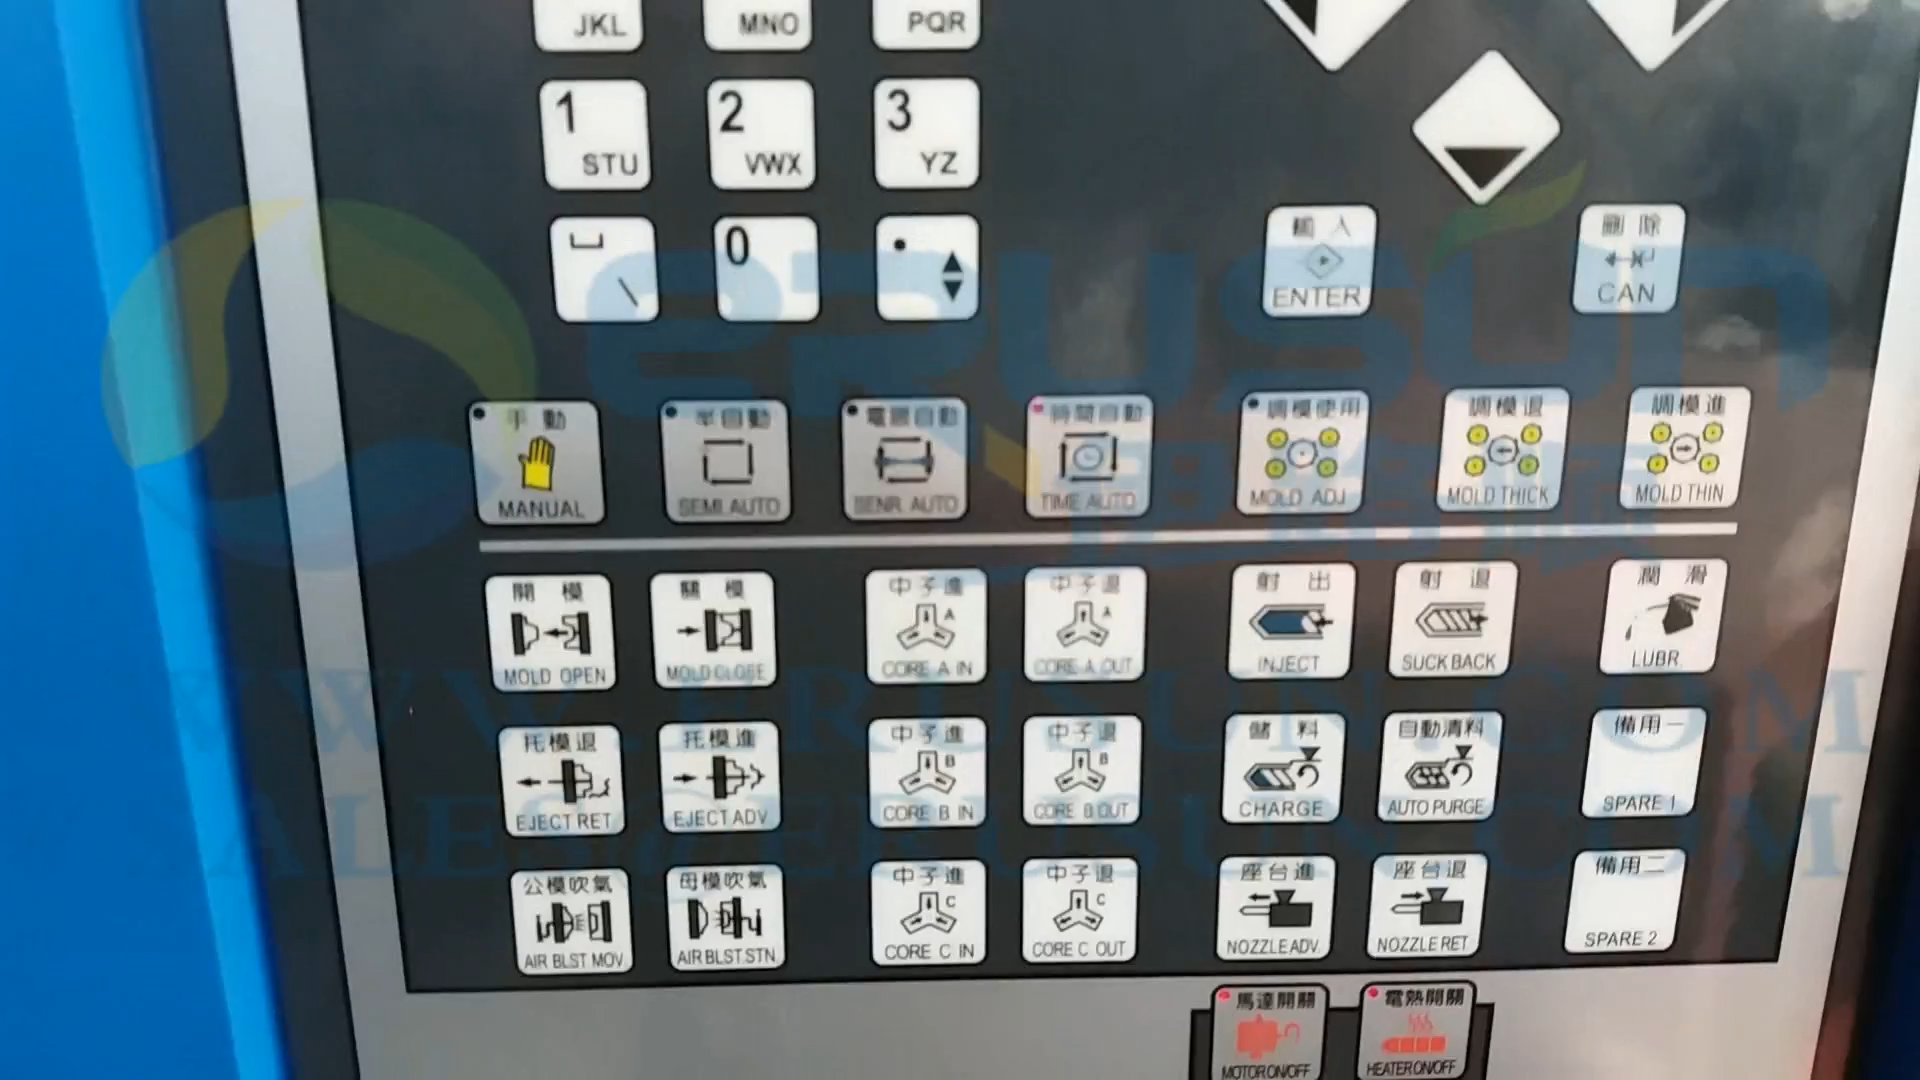 JKL MNO PQR
1 STU 2 VWX 3 YZ
0
輸入 ENTER
刪除 CAN
手動 MANUAL
半自動 SEMI. AUTO
電眼自動 SENR. AUTO
時間自動 TIME AUTO
調模使用 MOLD ADJ
調模退 MOLD THICK
調模進 MOLD THIN
開模 MOLD OPEN
關模 MOLD CLOSE
中子進 A CORE A IN
中子退 A CORE A OUT
射出 INJECT
射退 SUCK BACK
潤滑 LUBR.
托模退 EJECT RET
托模進 EJECT ADV
中子進 B CORE B IN
中子退 B CORE B OUT
儲料 CHARGE
自動清料 AUTO PURGE
備用一 SPARE 1
公模吹氣 AIR BLST MOV.
母模吹氣 AIR BLST.STN
中子進 C CORE C IN
中子退 C CORE C OUT
座台進 NOZZLE ADV.
座台退 NOZZLE RET
備用二 SPARE 2
馬達開關 MOTOR ON/OFF
電熱開關 HEATER ON/OFF
eRUSUN
WWW.ERUSUN.COM
SALES@ERUSUN.COM